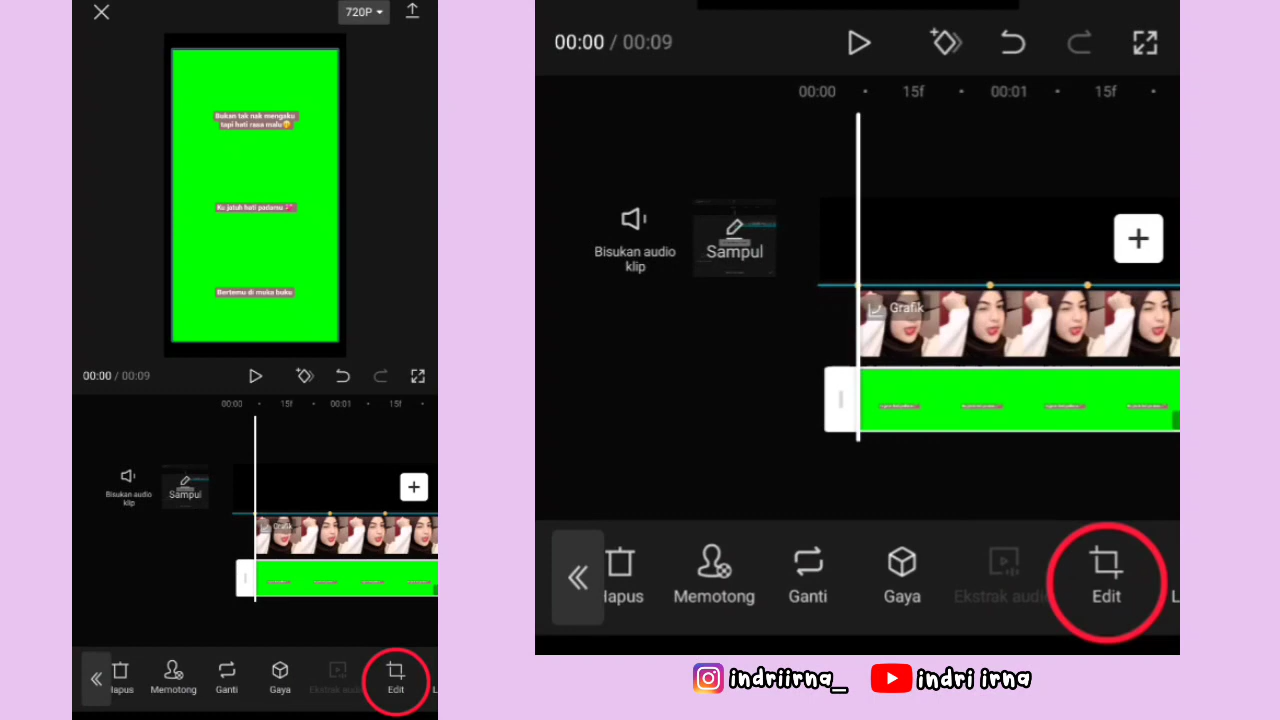 720P
Bukan tak nak mengaku
tapi hati rasa malu🥰
Ku jatuh hati padamu
Bertemu di muka buku
00:00 / 00:09
00:00 15f 00:01 15f
Bisukan audio
klip
Sampul
Grafik
lapus Memotong Ganti Gaya Ekstrak audio Edit
00:00 / 00:09
00:00 15f 00:01 15f
Bisukan audio
klip
Sampul
Grafik
lapus Memotong Ganti Gaya Ekstrak audio Edit
indriirna_ indri irna